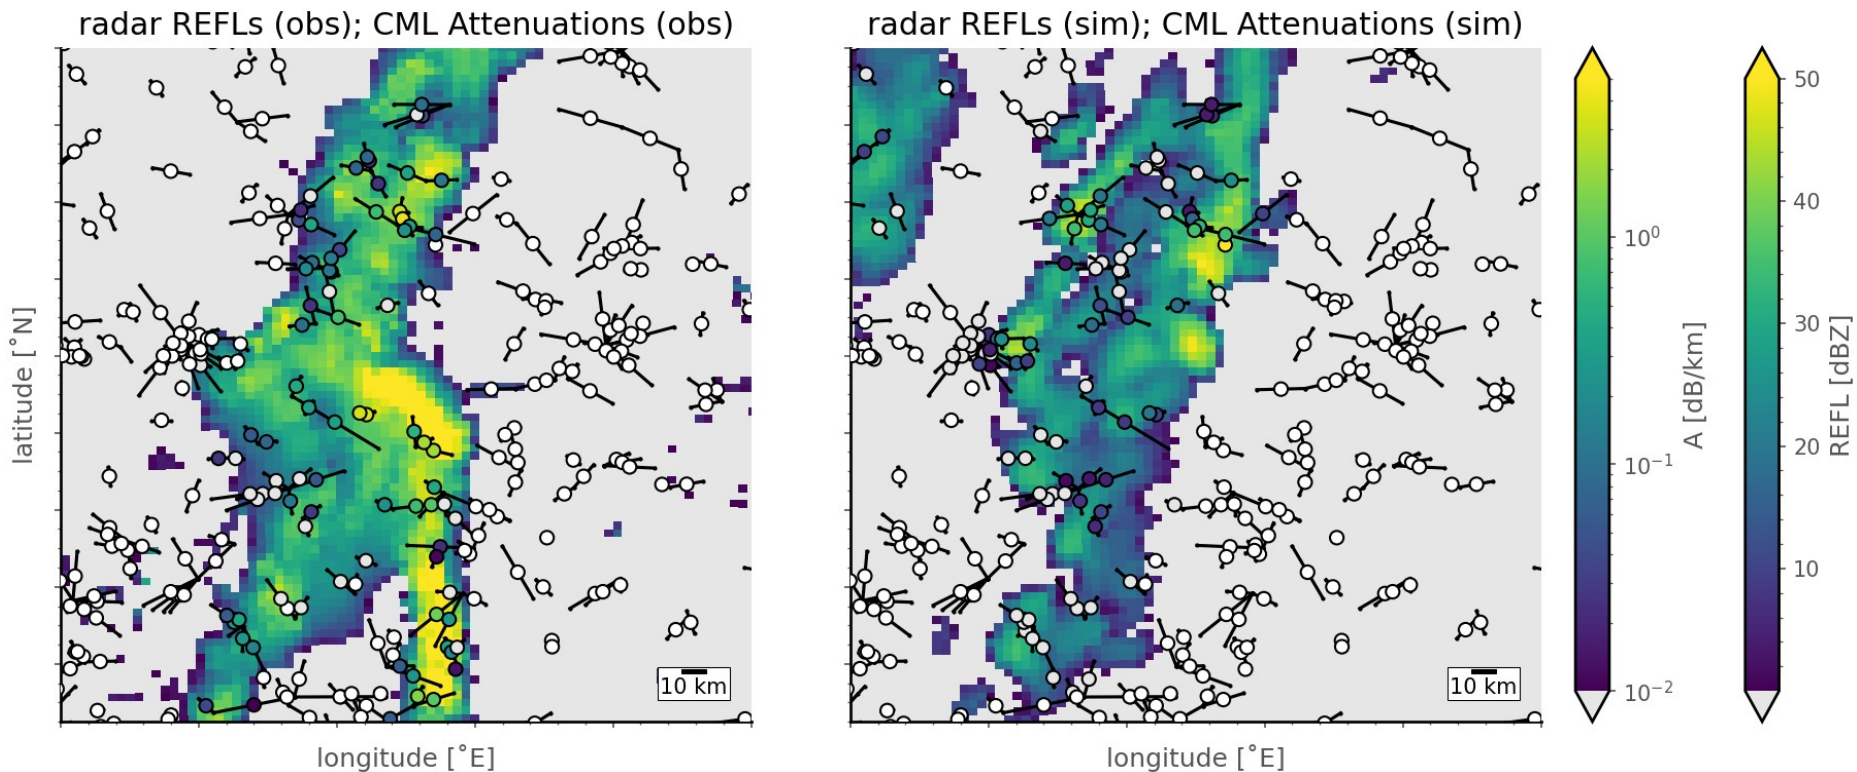 radar REFLs (obs); CML Attenuations (obs)
radar REFLs (sim); CML Attenuations (sim)
latitude [˚N]
longitude [˚E]
longitude [˚E]
10 km
10 km
10⁰
10⁻¹
10⁻²
A [dB/km]
50
40
30
20
10
REFL [dBZ]